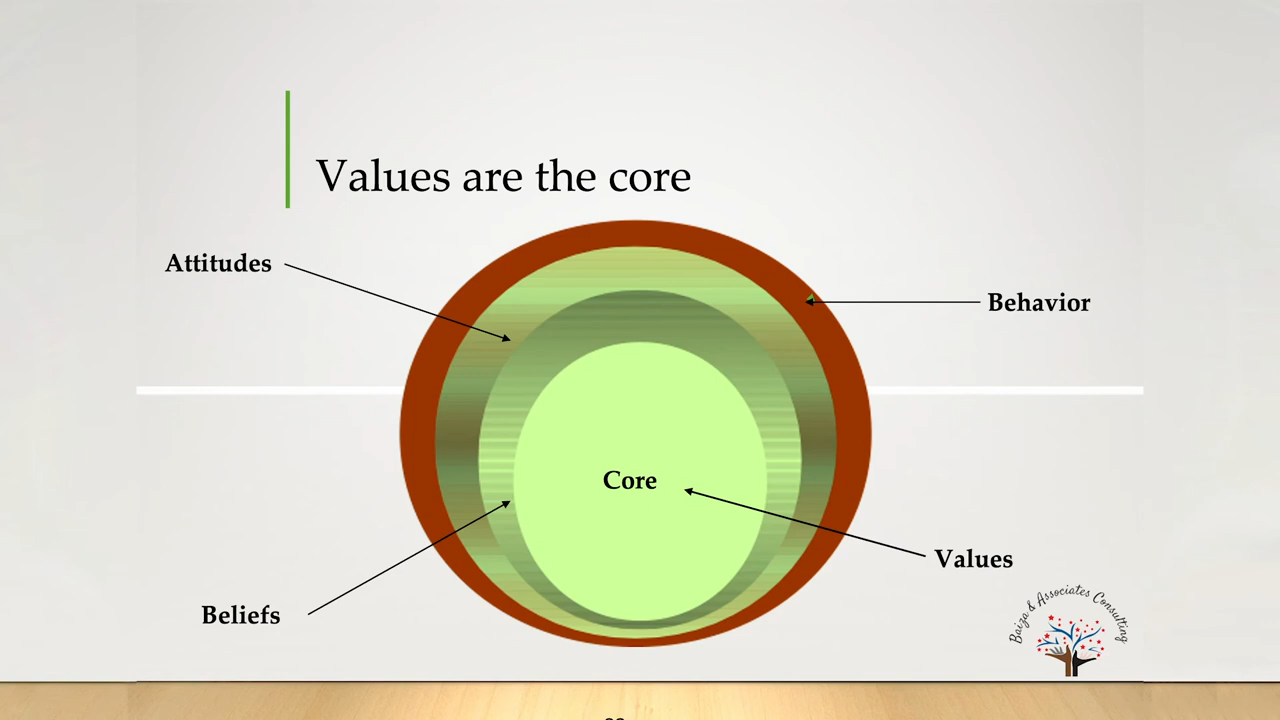 Values are the core
Attitudes
Behavior
Core
Values
Beliefs
Baiza & Associates Consulting